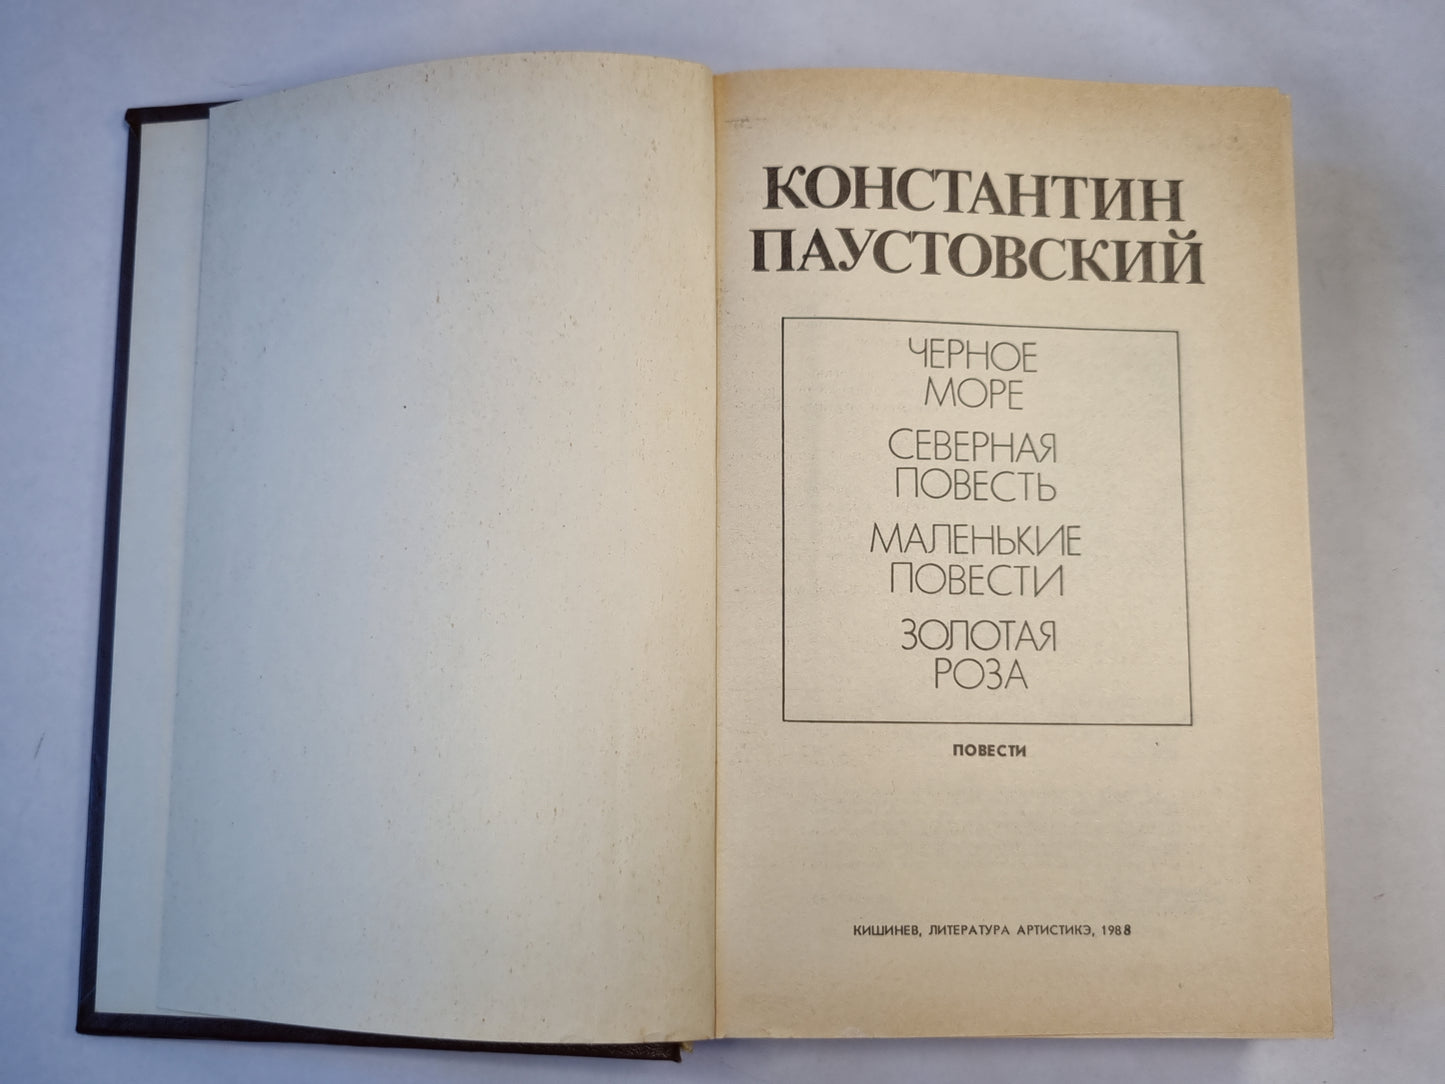 КОНСТАНТИН
ПАУСТОВСКИЙ
ЧЕРНОЕ
МОРЕ
СЕВЕРНАЯ
ПОВЕСТЬ
МАЛЕНЬКИЕ
ПОВЕСТИ
ЗОЛОТАЯ
РОЗА
ПОВЕСТИ
КИШИНЕВ, ЛИТЕРАТУРА АРТИСТИКЭ, 1988